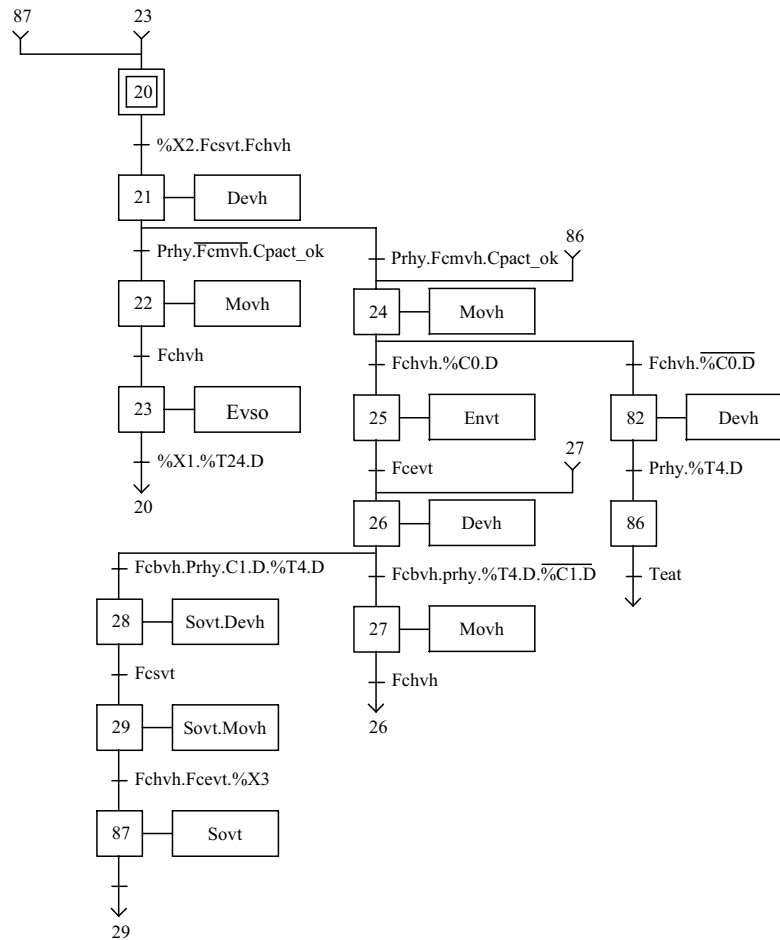 87
23
20
%X2.Fcsvt.Fchvh
21
Devh
Prhy.Fcmvh.Cpact_ok
Prhy.Fcmvh.Cpact_ok
86
22
Movh
24
Movh
Fchvh
Fchvh.%C0.D
Fchvh.%C0.D
23
Evso
25
Envt
82
Devh
%X1.%T24.D
Fcevt
27
Prhy.%T4.D
20
26
Devh
86
Fcbvh.Prhy.C1.D.%T4.D
Fcbvh.prhy.%T4.D.%C1.D
Teat
28
Sovt.Devh
27
Movh
Fcsvt
Fchvh
29
Sovt.Movh
26
Fchvh.Fcevt.%X3
87
Sovt
29